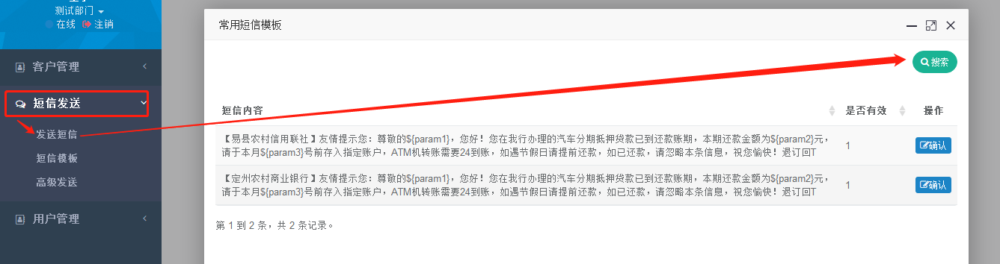 测试部门
在线 注销
客户管理
短信发送
发送短信
短信模板
高级发送
用户管理
常用短信模板
搜索
短信内容 是否有效 操作
【易县农村信用联社】友情提示您：尊敬的${param1}，您好！您在我行办理的汽车分期抵押贷款已到还款账期，本期还款金额为${param2}元，
请于本月${param3}号前存入指定账户，ATM机转账需要24到账，如遇节假日请提前还款，如已还款，请忽略本条信息，祝您愉快！退订回T
1
确认
【定州农村商业银行】友情提示您：尊敬的${param1}，您好！您在我行办理的汽车分期抵押贷款已到还款账期，本期还款金额为${param2}元，
请于本月${param3}号前存入指定账户，ATM机转账需要24到账，如遇节假日请提前还款，如已还款，请忽略本条信息，祝您愉快！退订回T
1
确认
第 1 到 2 条，共 2 条记录。